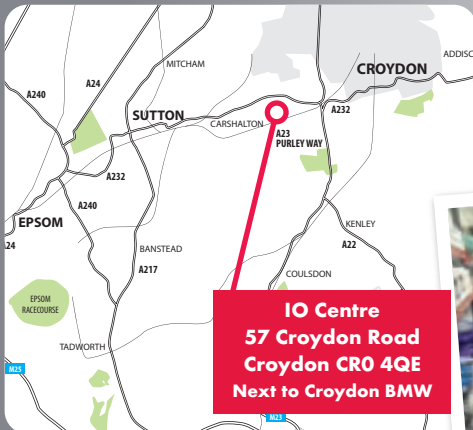 ADDISC
CROYDON
MITCHAM
A24
A240
SUTTON
A232
CARSHALTON
A23
PURLEY WAY
A232
A240
EPSOM
KENLEY
A24
A22
BANSTEAD
A217
COULSDON
EPSOM
RACECOURSE
IO Centre
57 Croydon Road
Croydon CR0 4QE
Next to Croydon BMW
TADWORTH
M25
M23